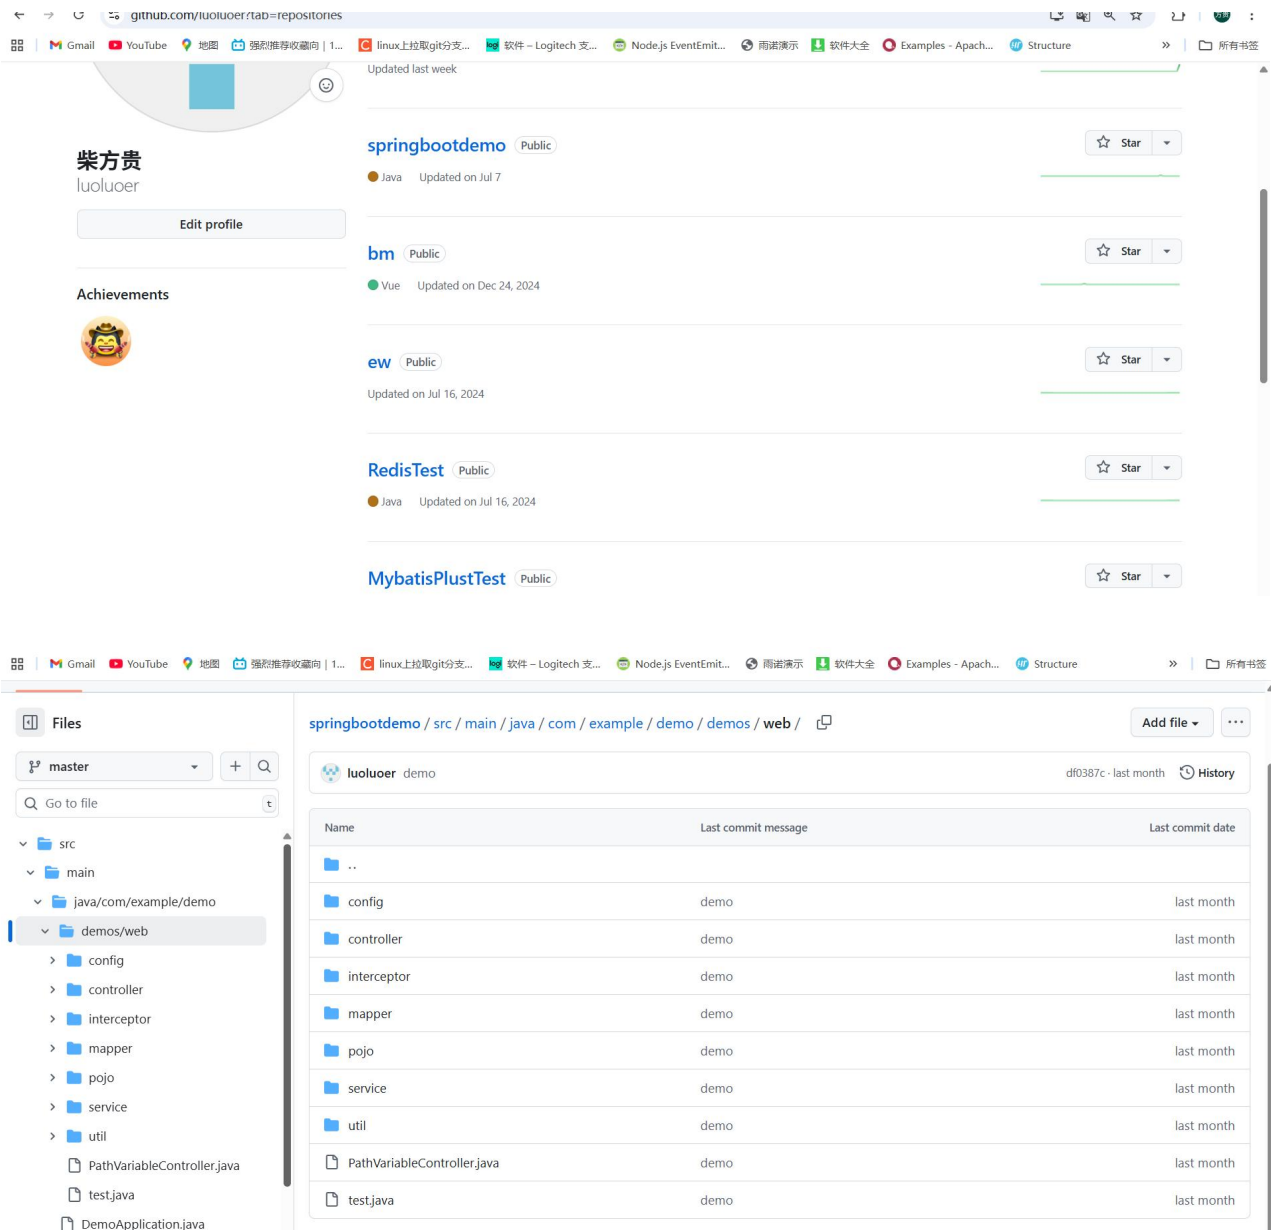 github.com/luoluoer?tab=repositories
Gmail YouTube 地图 强烈推荐收藏向 | 1... linux上拉取git分支... 软件 – Logitech 支... Node.js EventEmit... 雨诺演示 软件大全 Examples - Apach... Structure » 所有书签
Updated last week
柴方贵
luoluoer
Edit profile
Achievements
springbootdemo Public Star
Java Updated on Jul 7
bm Public Star
Vue Updated on Dec 24, 2024
ew Public Star
Updated on Jul 16, 2024
RedisTest Public Star
Java Updated on Jul 16, 2024
MybatisPlustTest Public Star
Gmail YouTube 地图 强烈推荐收藏向 | 1... linux上拉取git分支... 软件 – Logitech 支... Node.js EventEmit... 雨诺演示 软件大全 Examples - Apach... Structure » 所有书签
Files
master
Go to file t
src
main
java/com/example/demo
demos/web
config
controller
interceptor
mapper
pojo
service
util
PathVariableController.java
test.java
DemoApplication.java
springbootdemo / src / main / java / com / example / demo / demos / web / Add file ...
luoluoer demo df0387c · last month History
Name Last commit message Last commit date
..
config demo last month
controller demo last month
interceptor demo last month
mapper demo last month
pojo demo last month
service demo last month
util demo last month
PathVariableController.java demo last month
test.java demo last month